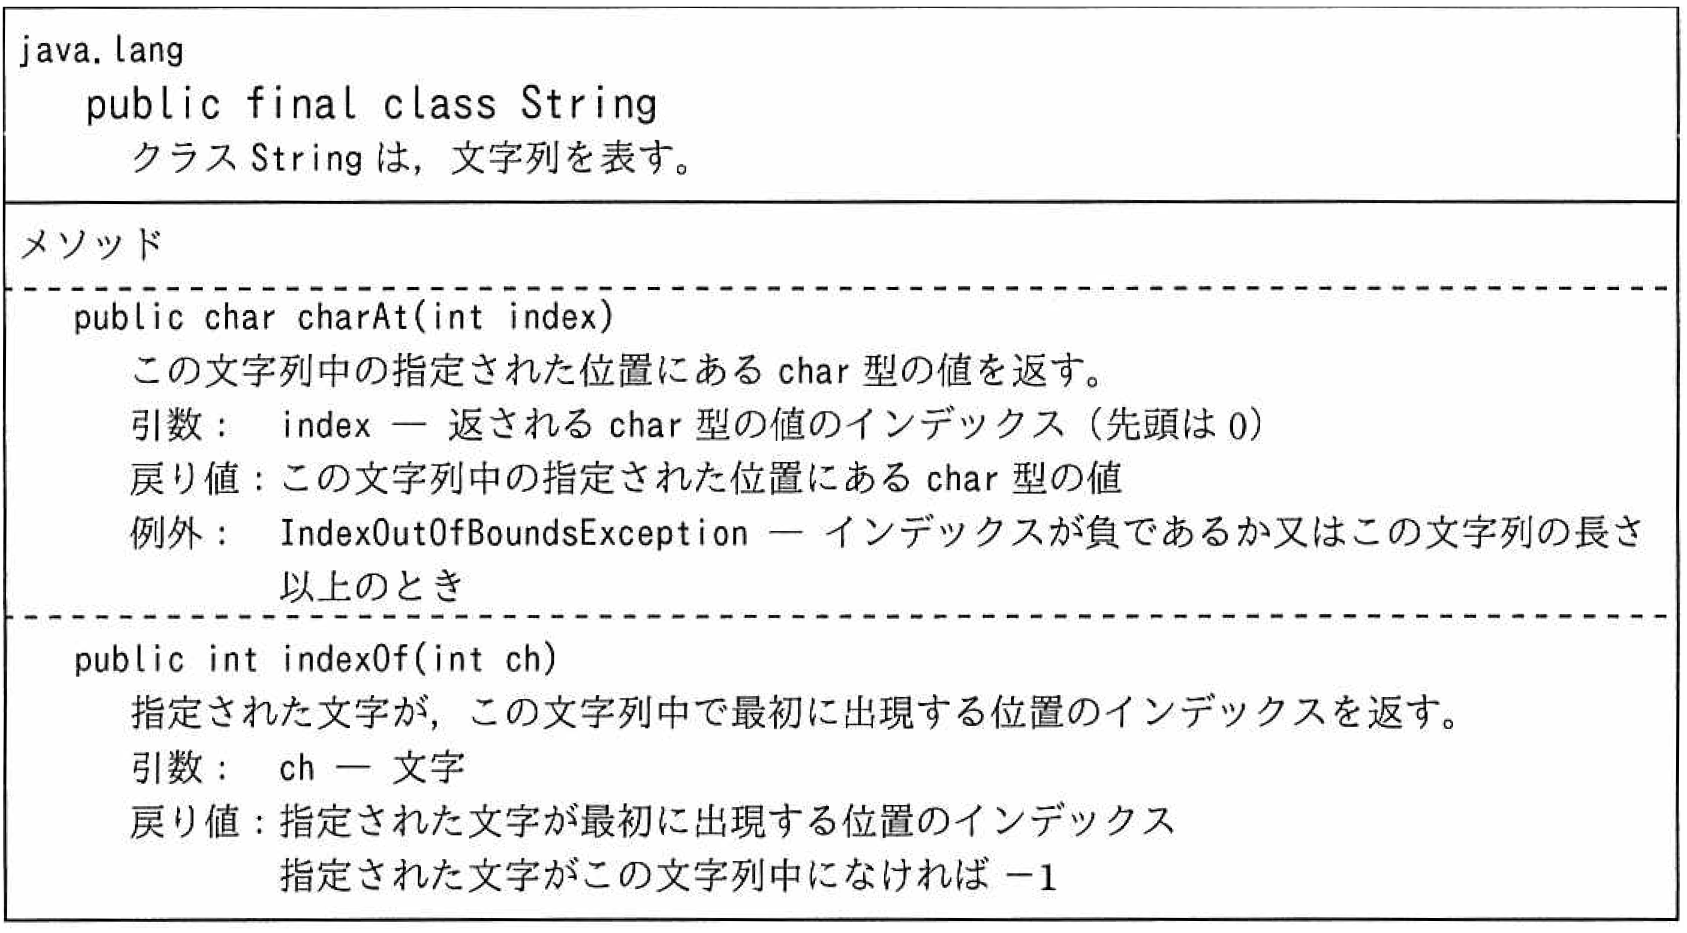 java.lang
public final class String
クラス String は，文字列を表す。
メソッド
public char charAt(int index)
この文字列中の指定された位置にある char 型の値を返す。
引数： index ― 返される char 型の値のインデックス（先頭は 0）
戻り値：この文字列中の指定された位置にある char 型の値
例外： IndexOutOfBoundsException ― インデックスが負であるか又はこの文字列の長さ
以上のとき
public int indexOf(int ch)
指定された文字が，この文字列中で最初に出現する位置のインデックスを返す。
引数： ch ― 文字
戻り値：指定された文字が最初に出現する位置のインデックス
指定された文字がこの文字列中になければ －1